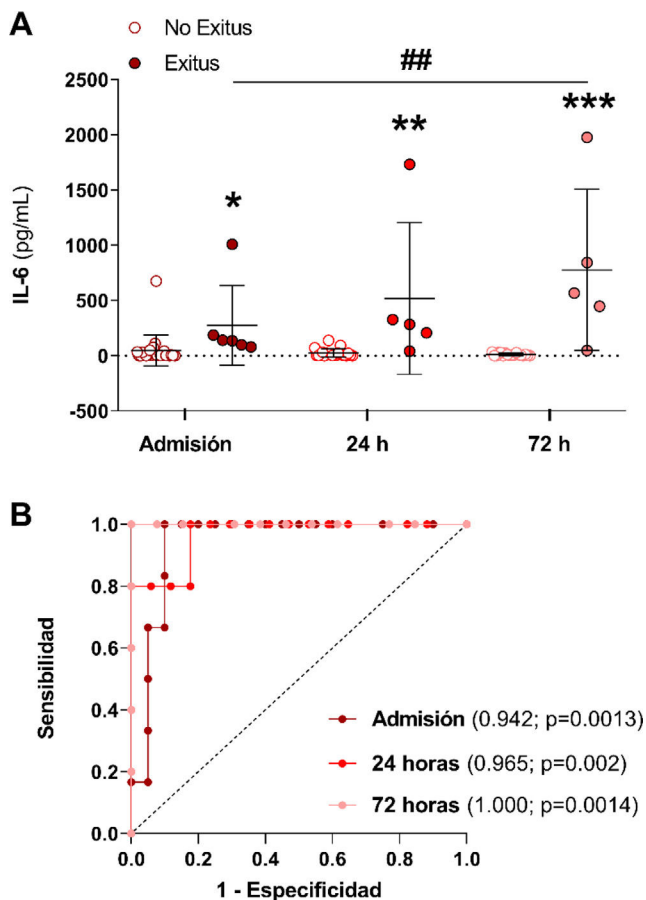 A
No Exitus
Exitus
##
* ** ***
IL-6 (pg/mL)
2500
2000
1500
1000
500
0
-500
Admisión 24 h 72 h
B
Sensibilidad
1.0
0.8
0.6
0.4
0.2
0.0
Admisión (0.942; p=0.0013)
24 horas (0.965; p=0.002)
72 horas (1.000; p=0.0014)
0.0 0.2 0.4 0.6 0.8 1.0
1 - Especificidad